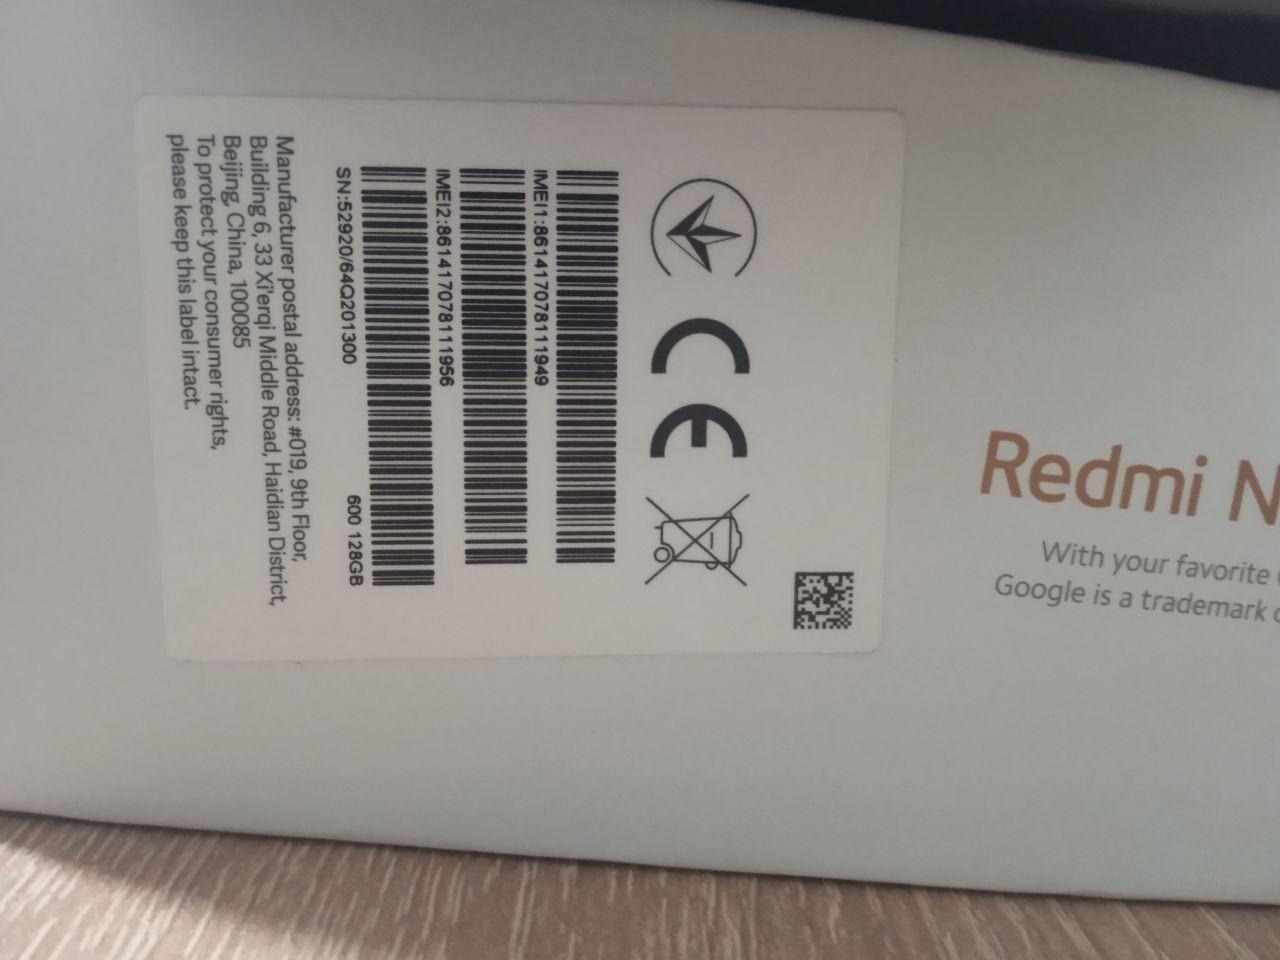 IMEI1:861417078111949
IMEI2:861417078111956
SN:52920/64Q201300 600 128GB
Manufacturer postal address: #019, 9th Floor,
Building 6, 33 Xi'erqi Middle Road, Haidian District,
Beijing, China, 100085
To protect your consumer rights,
please keep this label intact.
Redmi N
With your favorite
Google is a trademark